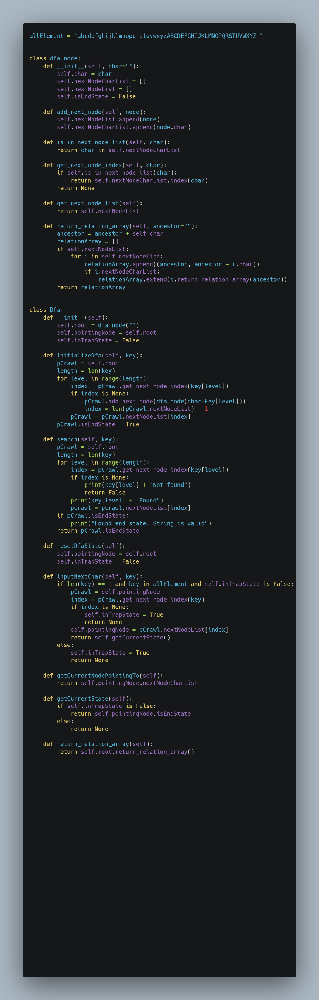 allElement = "abcdefghijklmnopqrstuvwxyzABCDEFGHIJKLMNOPQRSTUVWXYZ "


class dfa_node:
    def __init__(self, char=""):
        self.char = char
        self.nextNodeCharList = []
        self.nextNodeList = []
        self.isEndState = False

    def add_next_node(self, node):
        self.nextNodeList.append(node)
        self.nextNodeCharList.append(node.char)

    def is_in_next_node_list(self, char):
        return char in self.nextNodeCharList

    def get_next_node_index(self, char):
        if self.is_in_next_node_list(char):
            return self.nextNodeCharList.index(char)
        return None

    def get_next_node_list(self):
        return self.nextNodeList

    def return_relation_array(self, ancestor=""):
        ancestor = ancestor + self.char
        relationArray = []
        if self.nextNodeList:
            for i in self.nextNodeList:
                relationArray.append((ancestor, ancestor + i.char))
                if i.nextNodeCharList:
                    relationArray.extend(i.return_relation_array(ancestor))
        return relationArray


class Dfa:
    def __init__(self):
        self.root = dfa_node("")
        self.pointingNode = self.root
        self.inTrapState = False

    def initializeDfa(self, key):
        pCrawl = self.root
        length = len(key)
        for level in range(length):
            index = pCrawl.get_next_node_index(key[level])
            if index is None:
                pCrawl.add_next_node(dfa_node(char=key[level]))
                index = len(pCrawl.nextNodeList) - 1
            pCrawl = pCrawl.nextNodeList[index]
        pCrawl.isEndState = True

    def search(self, key):
        pCrawl = self.root
        length = len(key)
        for level in range(length):
            index = pCrawl.get_next_node_index(key[level])
            if index is None:
                print(key[level] + "Not found")
                return False
            print(key[level] + "Found")
            pCrawl = pCrawl.nextNodeList[index]
        if pCrawl.isEndState:
            print("Found end state. String is valid")
        return pCrawl.isEndState

    def resetDfaState(self):
        self.pointingNode = self.root
        self.inTrapState = False

    def inputNextChar(self, key):
        if len(key) == 1 and key in allElement and self.inTrapState is False:
            pCrawl = self.pointingNode
            index = pCrawl.get_next_node_index(key)
            if index is None:
                self.inTrapState = True
                return None
            self.pointingNode = pCrawl.nextNodeList[index]
            return self.getCurrentState()
        else:
            self.inTrapState = True
            return None

    def getCurrentNodePointingTo(self):
        return self.pointingNode.nextNodeCharList

    def getCurrentState(self):
        if self.inTrapState is False:
            return self.pointingNode.isEndState
        else:
            return None

    def return_relation_array(self):
        return self.root.return_relation_array()